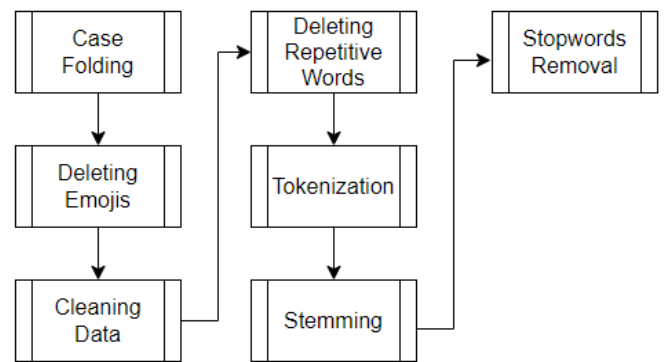 Case
Folding
Deleting
Emojis
Cleaning
Data
Deleting
Repetitive
Words
Tokenization
Stemming
Stopwords
Removal